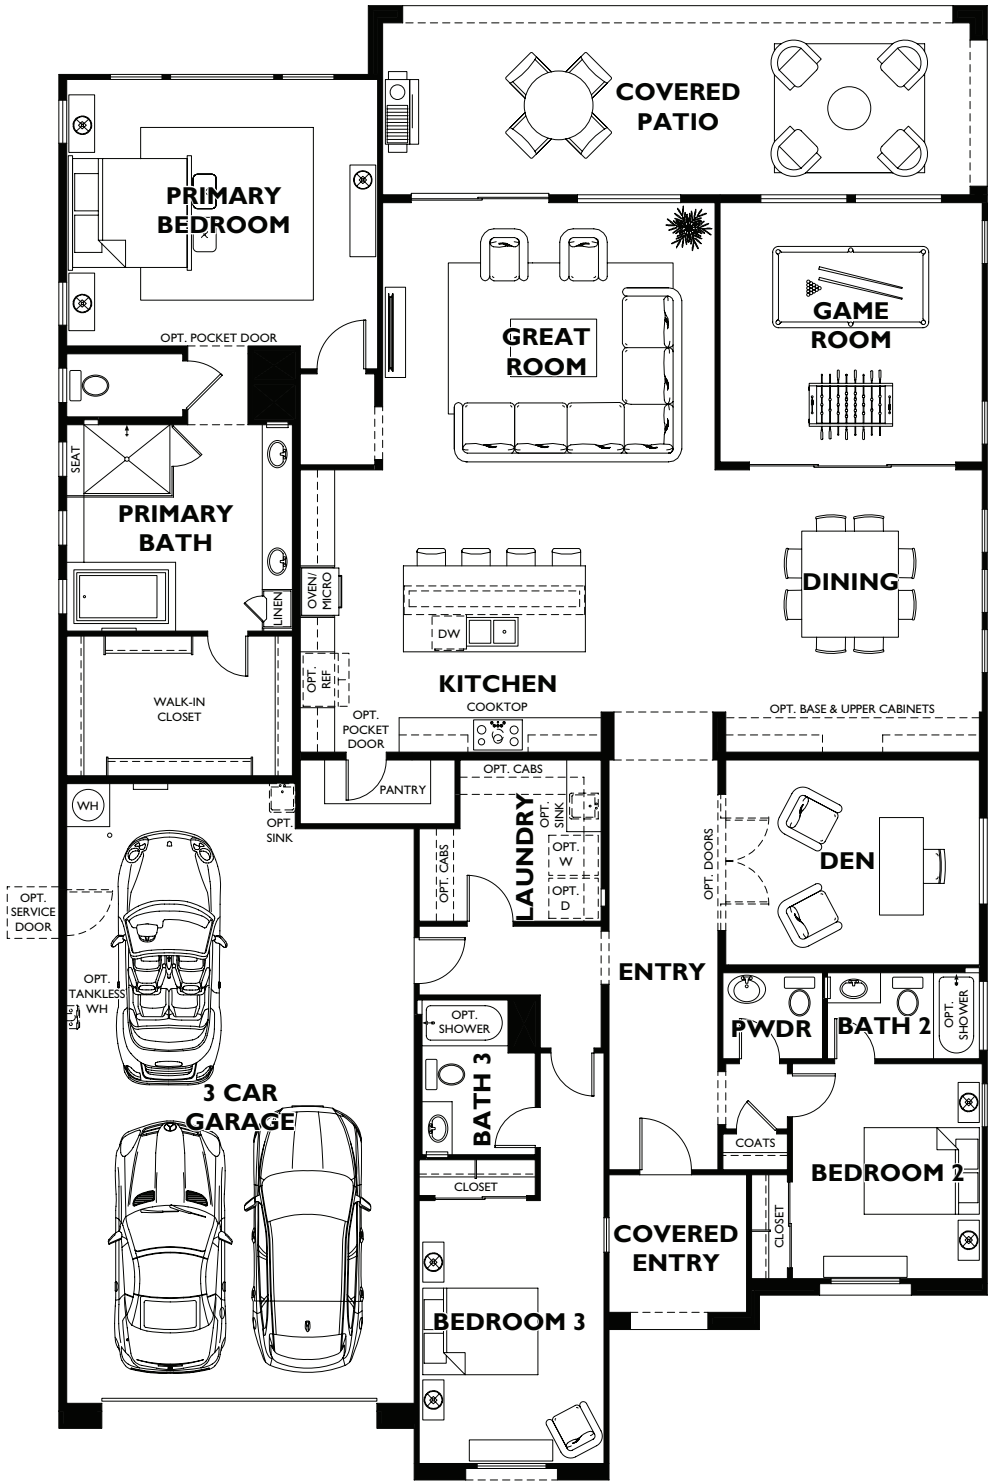 COVERED
PATIO
PRIMARY
BEDROOM
GREAT
ROOM
GAME
ROOM
OPT. POCKET DOOR
SEAT
PRIMARY
BATH
LINEN
OVEN/
MICRO
DINING
DW
OPT.
REF
KITCHEN
COOKTOP
WALK-IN
CLOSET
OPT.
POCKET
DOOR
OPT. BASE & UPPER CABINETS
PANTRY
OPT. CABS
WH
OPT.
SINK
LAUNDRY
OPT.
SINK
OPT.
W
OPT.
D
OPT. CABS
OPT. DOORS
DEN
OPT.
SERVICE
DOOR
OPT.
TANKLESS
WH
ENTRY
PWDR
BATH 2
OPT.
SHOWER
OPT.
SHOWER
BATH 3
3 CAR
GARAGE
COATS
CLOSET
BEDROOM 2
CLOSET
COVERED
ENTRY
BEDROOM 3